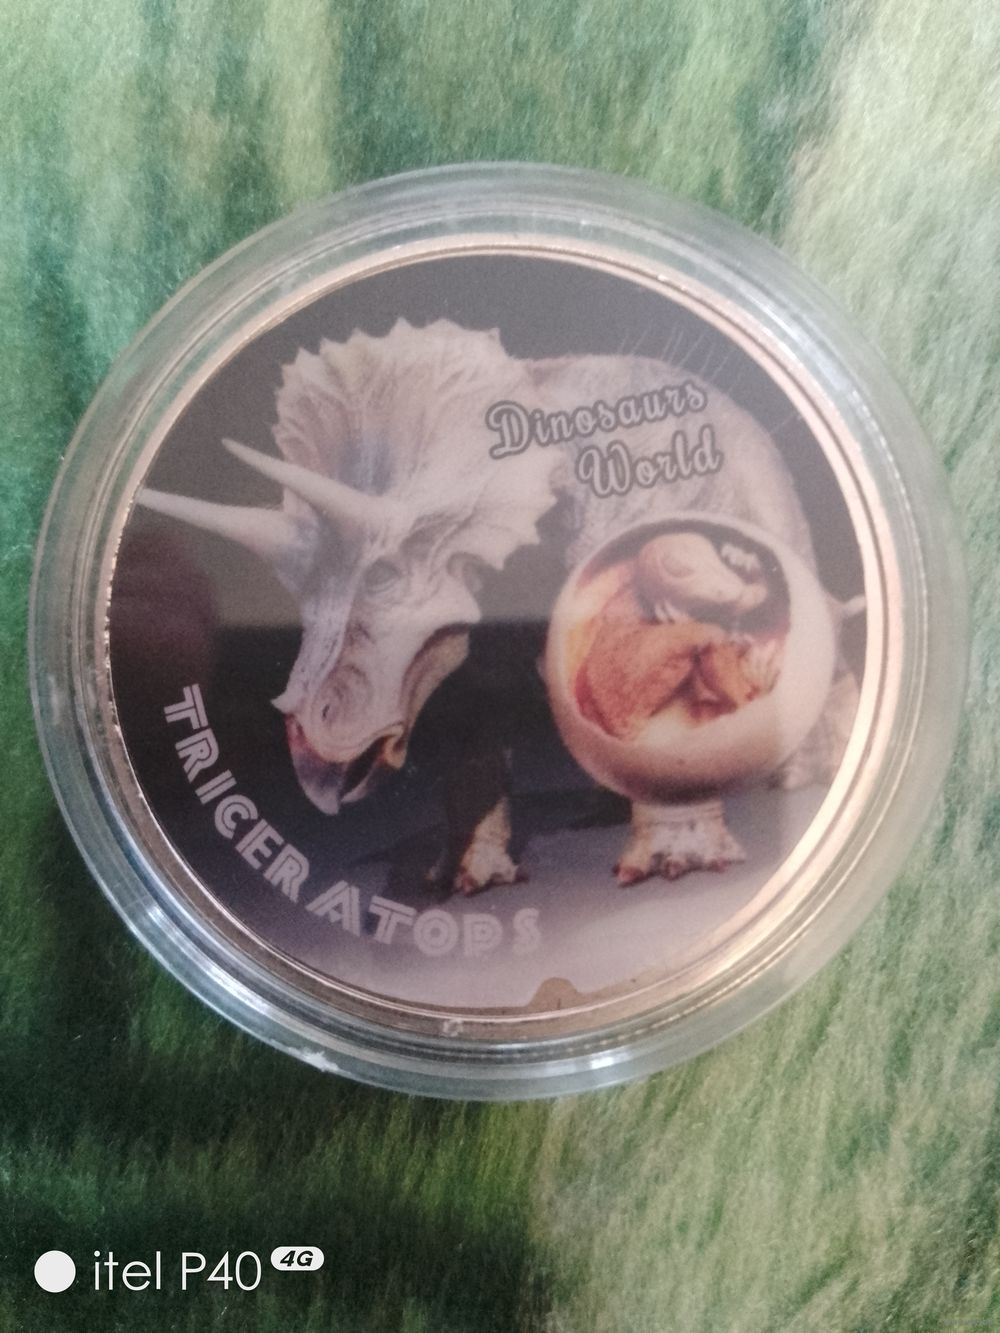 Dinosaurs
World
TRICERATOPS
itel P40 4G